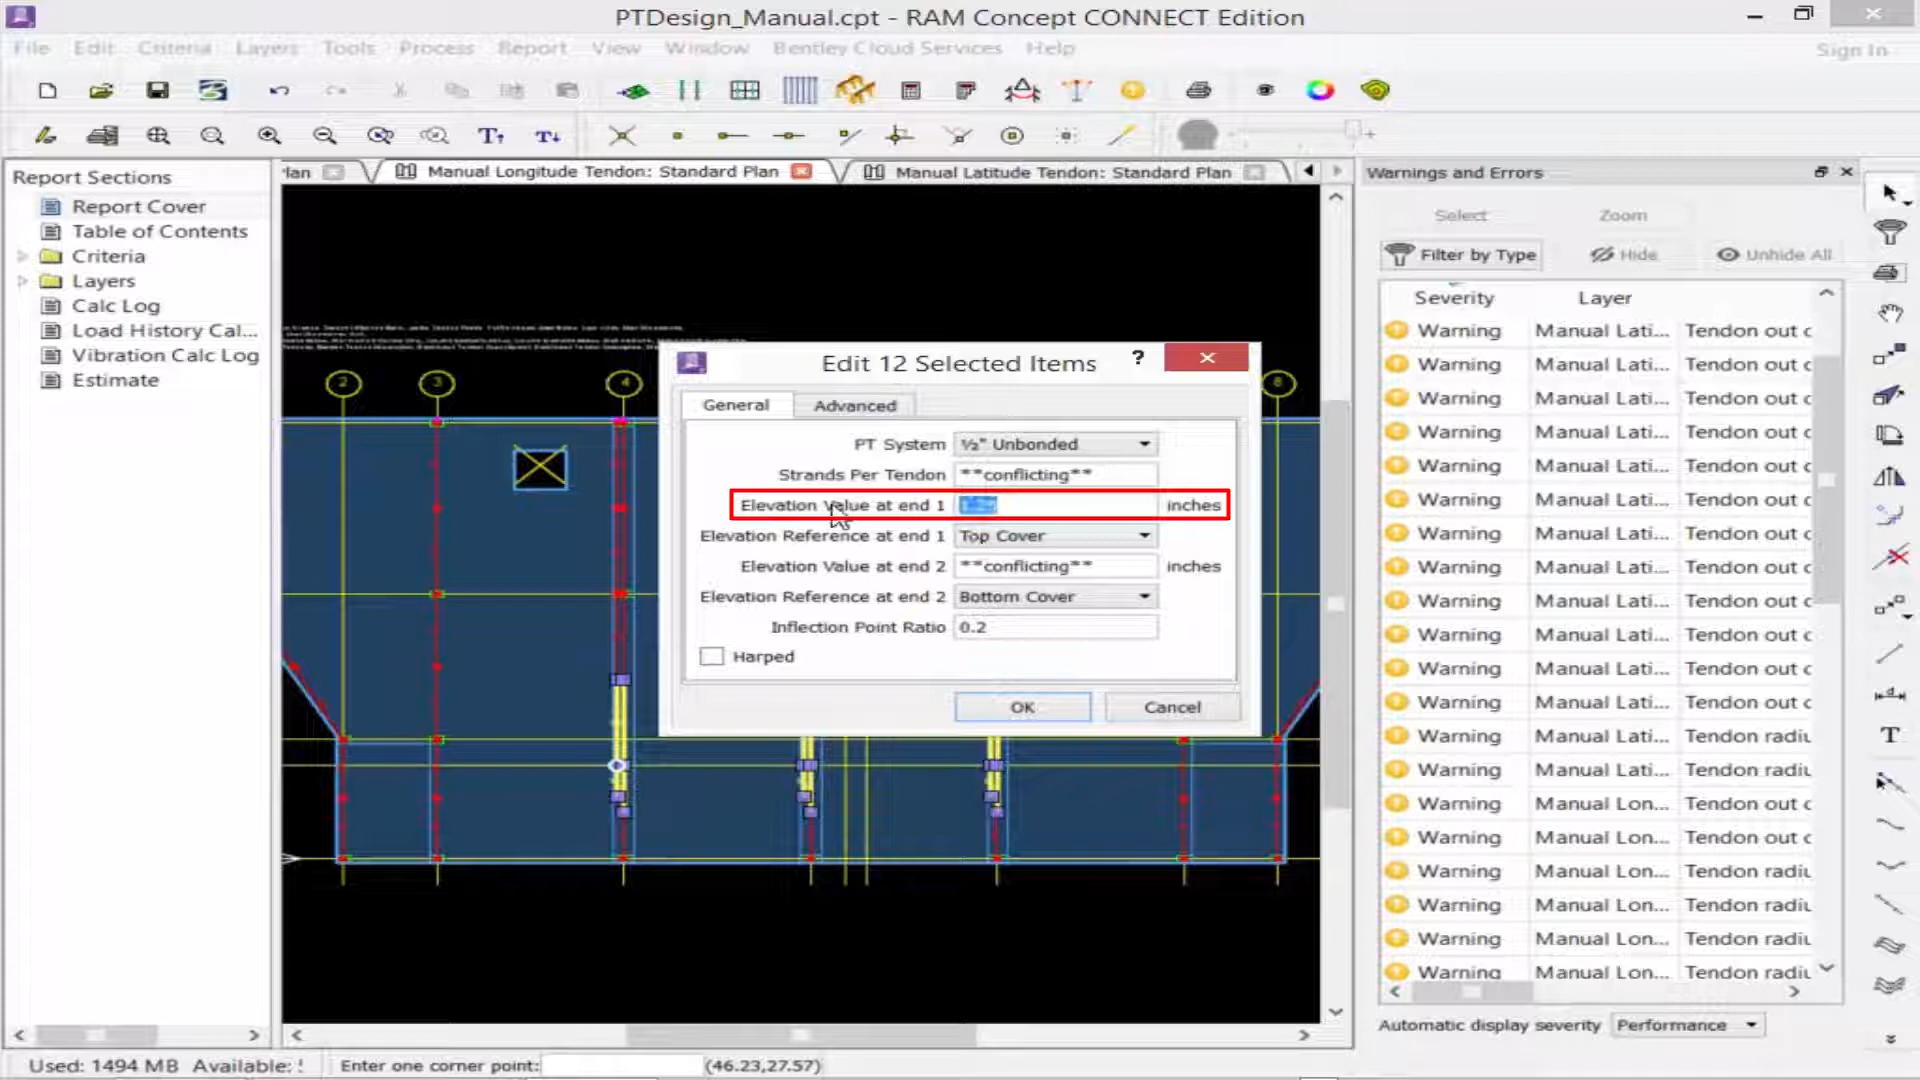 PTDesign_Manual.cpt - RAM Concept CONNECT Edition
File Edit Criteria Layers Tools Process Report View Window Bentley Cloud Services Help
Sign In
Report Sections
Report Cover
Table of Contents
Criteria
Layers
Calc Log
Load History Cal...
Vibration Calc Log
Estimate
lan
Manual Longitude Tendon: Standard Plan
Manual Latitude Tendon: Standard Plan
2 3 4
Edit 12 Selected Items
?
General Advanced
PT System ½" Unbonded
Strands Per Tendon **conflicting**
Elevation Value at end 1 inches
Elevation Reference at end 1 Top Cover
Elevation Value at end 2 **conflicting** inches
Elevation Reference at end 2 Bottom Cover
Inflection Point Ratio 0.2
Harped
OK Cancel
Warnings and Errors
Select Zoom
Filter by Type Hide Unhide All
Severity Layer
Warning Manual Lati... Tendon out
Warning Manual Lati... Tendon out
Warning Manual Lati... Tendon out
Warning Manual Lati... Tendon out
Warning Manual Lati... Tendon out
Warning Manual Lati... Tendon out
Warning Manual Lati... Tendon out
Warning Manual Lati... Tendon out
Warning Manual Lati... Tendon out
Warning Manual Lati... Tendon out
Warning Manual Lati... Tendon out
Warning Manual Lati... Tendon out
Warning Manual Lati... Tendon radiu
Warning Manual Lati... Tendon radiu
Warning Manual Lon... Tendon out
Warning Manual Lon... Tendon out
Warning Manual Lon... Tendon radiu
Warning Manual Lon... Tendon radiu
Warning Manual Lon... Tendon radiu
Warning Manual Lon... Tendon radiu
Automatic display severity Performance
Used: 1494 MB Available:
Enter one corner point:
(46.23,27.57)